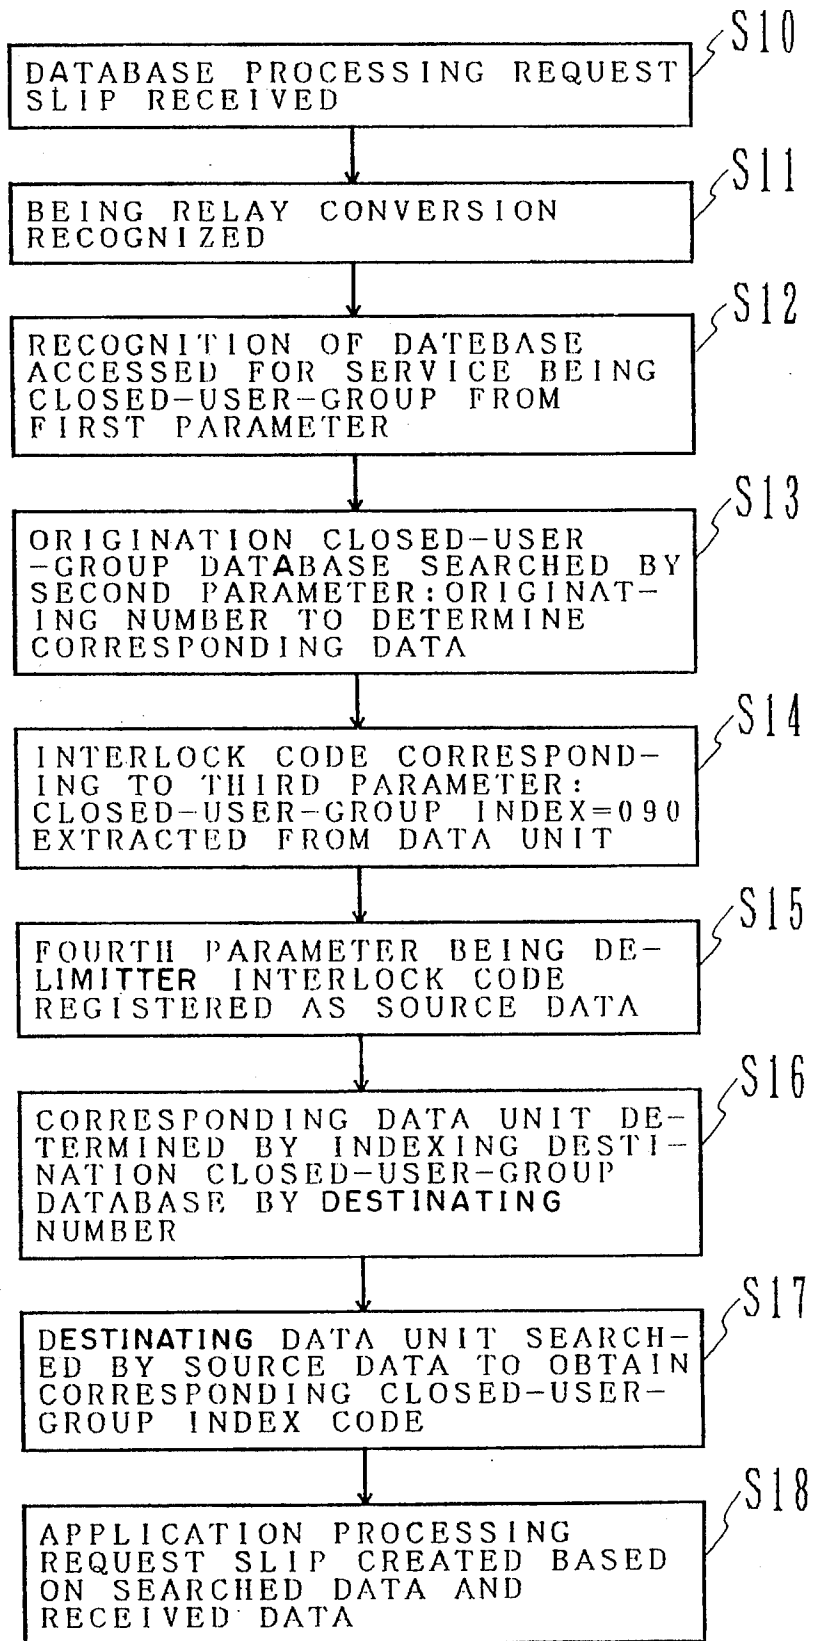 S10
DATABASE PROCESSING REQUEST
SLIP RECEIVED
S11
BEING RELAY CONVERSION
RECOGNIZED
S12
RECOGNITION OF DATEBASE
ACCESSED FOR SERVICE BEING
CLOSED-USER-GROUP FROM
FIRST PARAMETER
S13
ORIGINATION CLOSED-USER
-GROUP DATABASE SEARCHED BY
SECOND PARAMETER:ORIGINAT-
ING NUMBER TO DETERMINE
CORRESPONDING DATA
S14
INTERLOCK CODE CORRESPOND-
ING TO THIRD PARAMETER:
CLOSED-USER-GROUP INDEX=090
EXTRACTED FROM DATA UNIT
S15
FOURTH PARAMETER BEING DE-
LIMITTER INTERLOCK CODE
REGISTERED AS SOURCE DATA
S16
CORRESPONDING DATA UNIT DE-
TERMINED BY INDEXING DESTI-
NATION CLOSED-USER-GROUP
DATABASE BY DESTINATING
NUMBER
S17
DESTINATING DATA UNIT SEARCH-
ED BY SOURCE DATA TO OBTAIN
CORRESPONDING CLOSED-USER-
GROUP INDEX CODE
S18
APPLICATION PROCESSING
REQUEST SLIP CREATED BASED
ON SEARCHED DATA AND
RECEIVED DATA